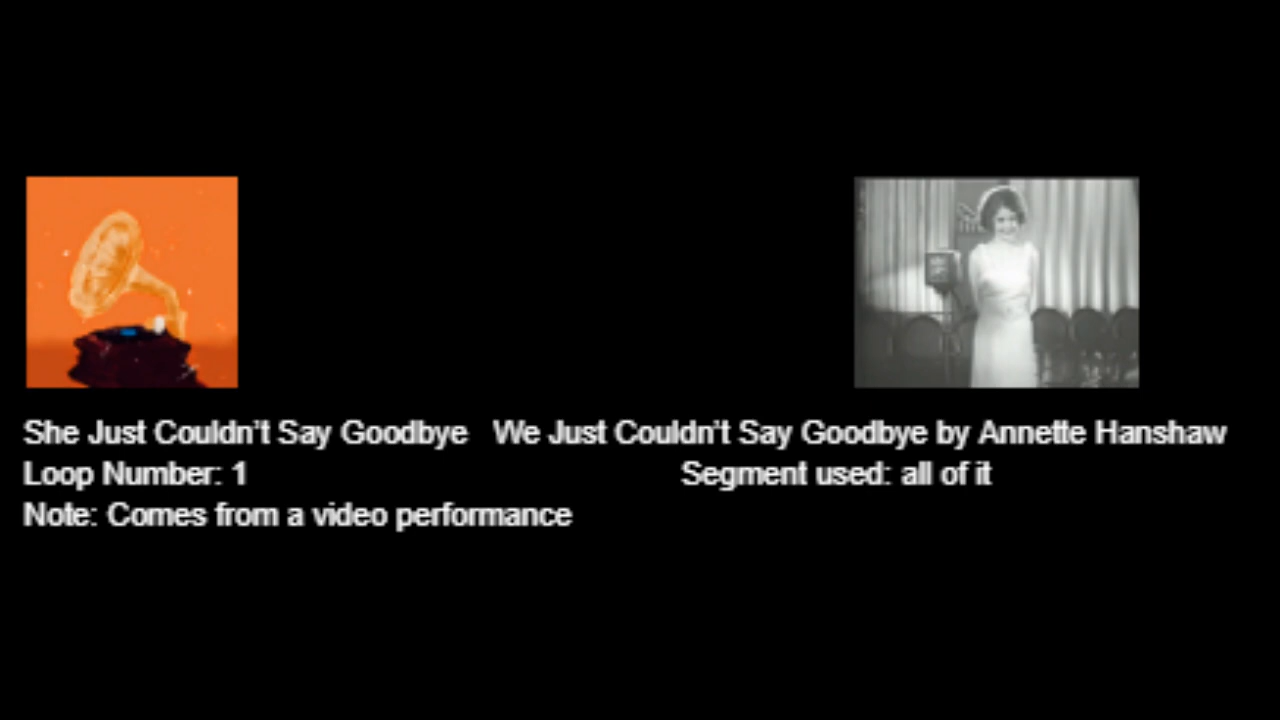 She Just Couldn't Say Goodbye We Just Couldn't Say Goodbye by Annette Hanshaw
Loop Number: 1 Segment used: all of it
Note: Comes from a video performance